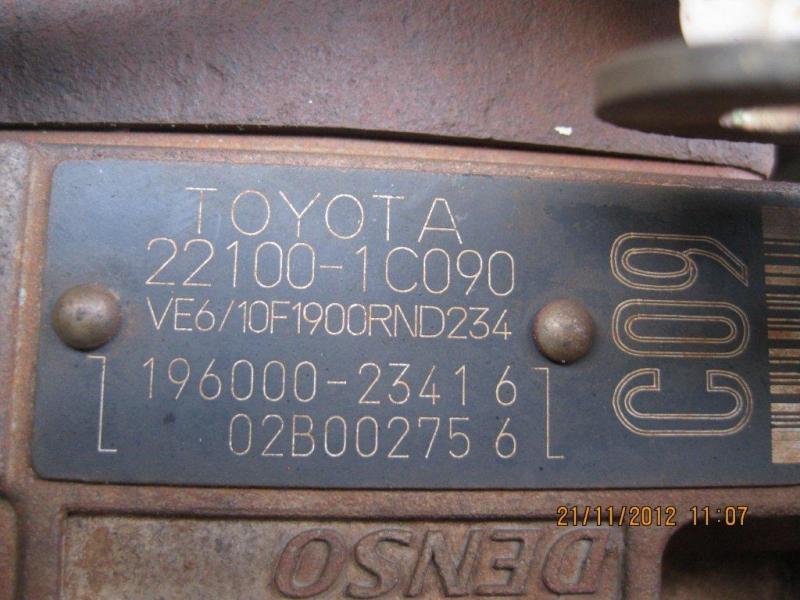 TOYOTA
22100-1C090
VE6/10F1900RND234
196000-2341 6
02B00275 6
C09
DENSO
21/11/2012 11:07